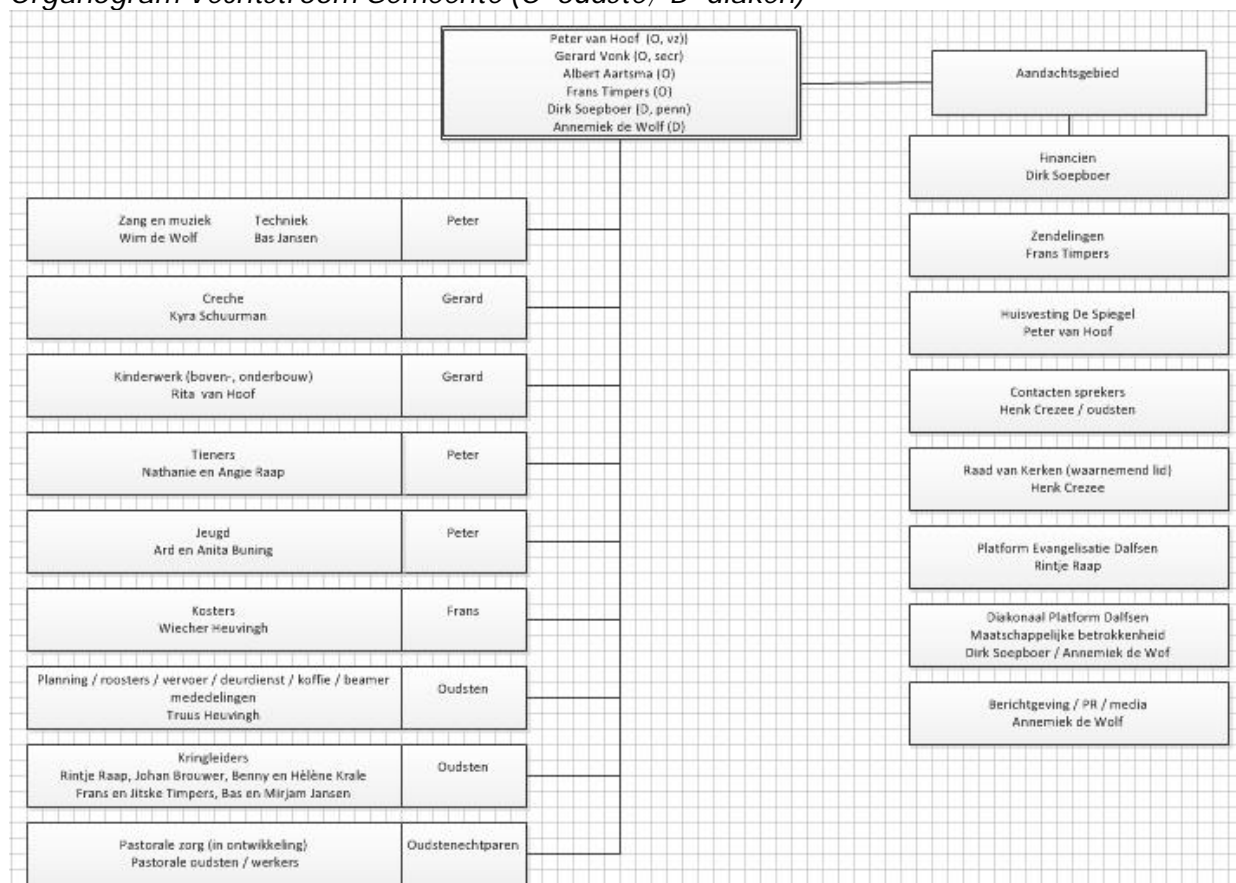 Organogram Vechtstroom Gemeente (O=oudste, D=diaken)
Peter van Hoof (O, vz))
Gerard Vonk (O, secr)
Albert Aartsma (O)
Frans Timpers (O)
Dirk Soepboer (D, penn)
Annemiek de Wolf (D)
Aandachtsgebied
Financien
Dirk Soepboer
Zendelingen
Frans Timpers
Huisvesting De Spiegel
Peter van Hoof
Contacten sprekers
Henk Crezee / oudsten
Raad van Kerken (waarnemend lid)
Henk Crezee
Platform Evangelisatie Dalfsen
Rintje Raap
Diakonaal Platform Dalfsen
Maatschappelijke betrokkenheid
Dirk Soepboer / Annemiek de Wof
Berichtgeving / PR / media
Annemiek de Wolf
Zang en muziek Techniek Peter
Wim de Wolf Bas Jansen
Creche Gerard
Kyra Schuurman
Kinderwerk (boven-, onderbouw) Gerard
Rita van Hoof
Tieners Peter
Nathanie en Angie Raap
Jeugd Peter
Ard en Anita Buning
Kosters Frans
Wiecher Heuvingh
Planning / roosters / vervoer / deurdienst / koffie / beamer Oudsten
mededelingen
Truus Heuvingh
Kringleiders Oudsten
Rintje Raap, Johan Brouwer, Benny en Hélène Krale
Frans en Jitske Timpers, Bas en Mirjam Jansen
Pastorale zorg (in ontwikkeling) Oudstenechtparen
Pastorale oudsten / werkers